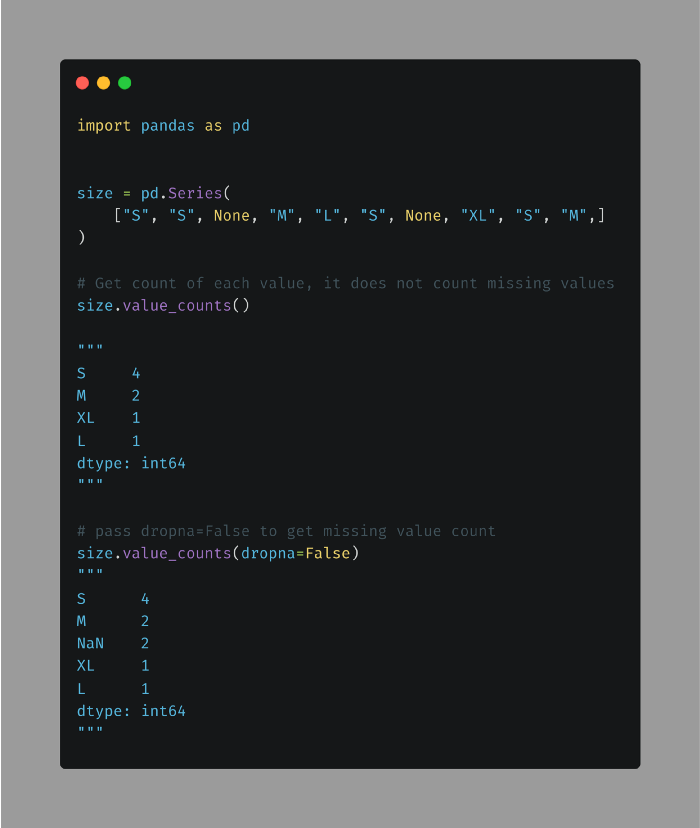 import pandas as pd
size = pd.Series(
    ["S", "S", None, "M", "L", "S", None, "XL", "S", "M",]
)
# Get count of each value, it does not count missing values
size.value_counts()
"""
S     4
M     2
XL    1
L     1
dtype: int64
"""
# pass dropna=False to get missing value count
size.value_counts(dropna=False)
"""
S      4
M      2
NaN    2
XL     1
L      1
dtype: int64
"""